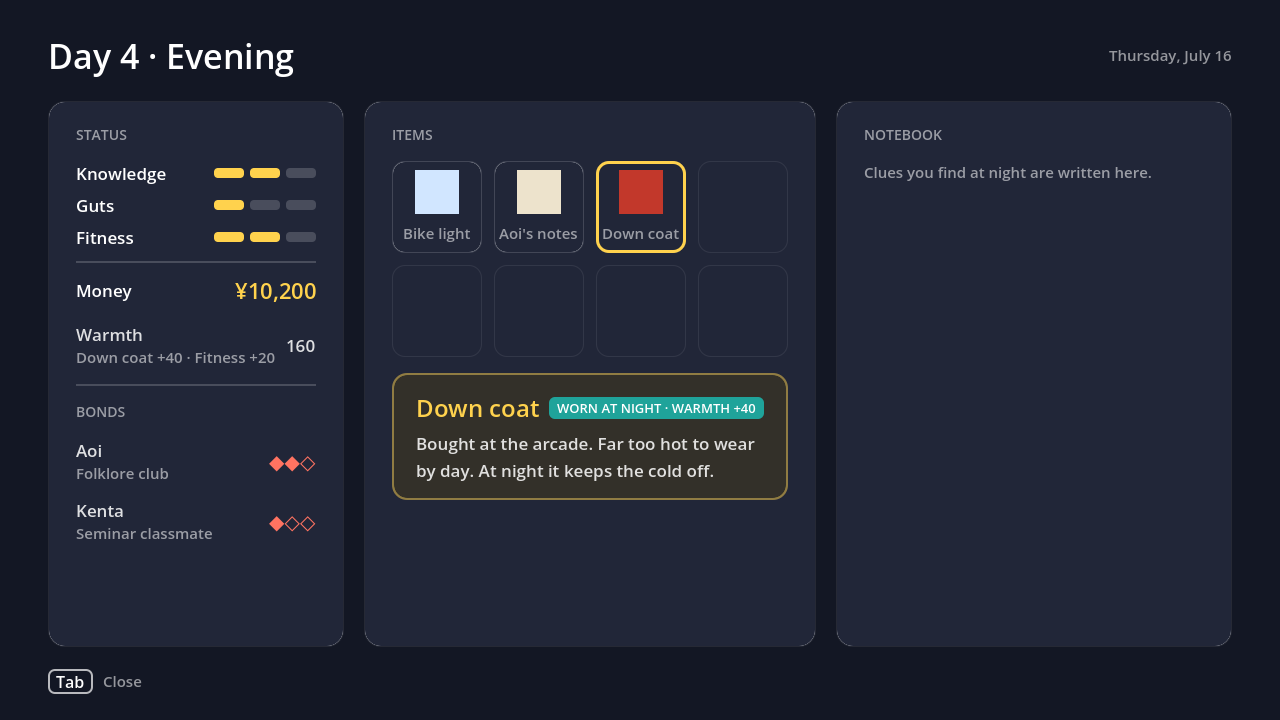 Day 4 · Evening
Thursday, July 16
STATUS
Knowledge
Guts
Fitness
Money
¥10,200
Warmth
Down coat +40 · Fitness +20
160
BONDS
Aoi
Folklore club
Kenta
Seminar classmate
ITEMS
Bike light
Aoi's notes
Down coat
Down coat
WORN AT NIGHT · WARMTH +40
Bought at the arcade. Far too hot to wear
by day. At night it keeps the cold off.
NOTEBOOK
Clues you find at night are written here.
Tab
Close